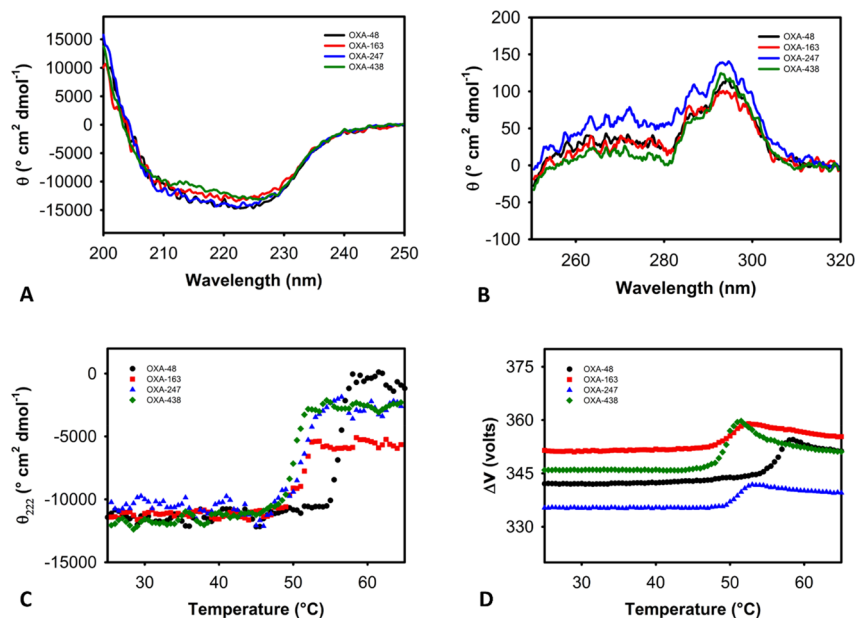 15000
10000
5000
0
-5000
-10000
-15000
θ (° cm² dmol⁻¹)
OXA-48
OXA-163
OXA-247
OXA-438
200 210 220 230 240 250
Wavelength (nm)
A
200
150
100
50
0
-50
-100
θ (° cm² dmol⁻¹)
OXA-48
OXA-163
OXA-247
OXA-438
260 280 300 320
Wavelength (nm)
B
0
-5000
-10000
-15000
θ₂₂₂ (° cm² dmol⁻¹)
OXA-48
OXA-163
OXA-247
OXA-438
30 40 50 60
Temperature (°C)
C
375
360
345
330
ΔV (volts)
OXA-48
OXA-163
OXA-247
OXA-438
30 40 50 60
Temperature (°C)
D